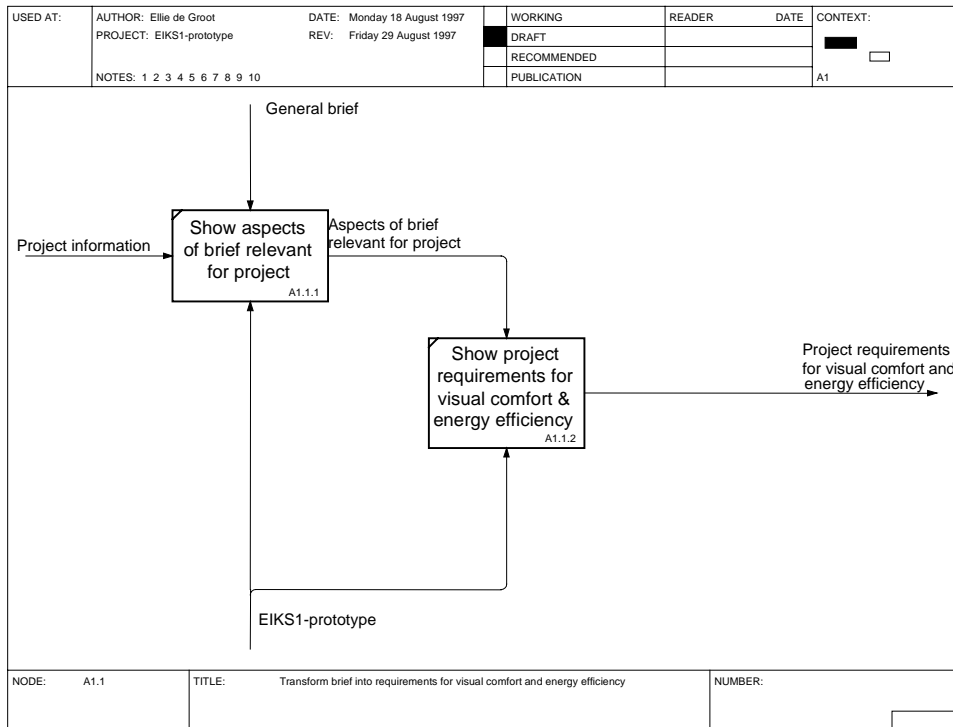 USED AT:
AUTHOR: Ellie de Groot
DATE: Monday 18 August 1997
PROJECT: EIKS1-prototype
REV: Friday 29 August 1997
NOTES: 1 2 3 4 5 6 7 8 9 10
WORKING
DRAFT
RECOMMENDED
PUBLICATION
READER DATE
CONTEXT:
A1
General brief
Project information
Show aspects
of brief relevant
for project
A1.1.1
Aspects of brief
relevant for project
Show project
requirements for
visual comfort &
energy efficiency
A1.1.2
Project requirements
for visual comfort and
energy efficiency
EIKS1-prototype
NODE: A1.1
TITLE: Transform brief into requirements for visual comfort and energy efficiency
NUMBER: